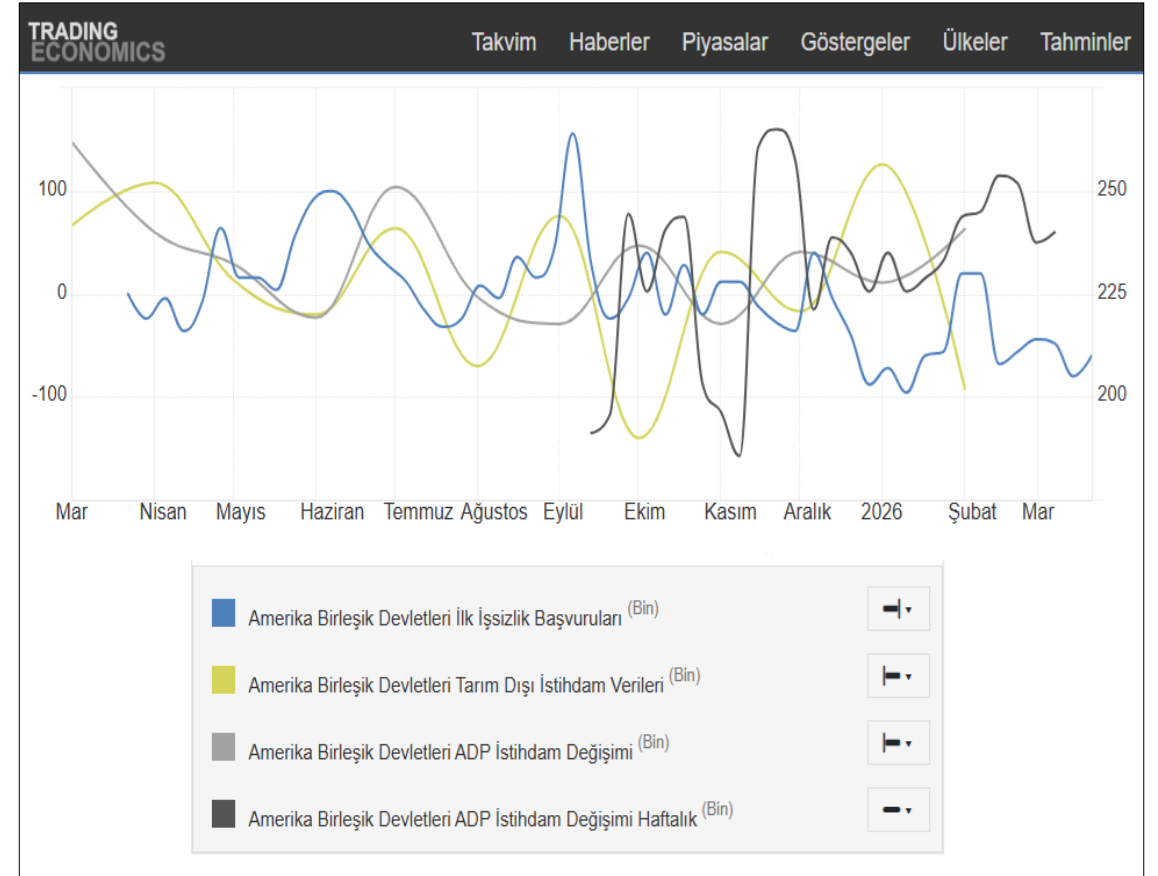 TRADING
ECONOMICS
Takvim Haberler Piyasalar Göstergeler Ülkeler Tahminler
100 250
0 225
-100 200
Mar Nisan Mayıs Haziran Temmuz Ağustos Eylül Ekim Kasım Aralık 2026 Şubat Mar
Amerika Birleşik Devletleri İlk İşsizlik Başvuruları (Bin)
Amerika Birleşik Devletleri Tarım Dışı İstihdam Verileri (Bin)
Amerika Birleşik Devletleri ADP İstihdam Değişimi (Bin)
Amerika Birleşik Devletleri ADP İstihdam Değişimi Haftalık (Bin)